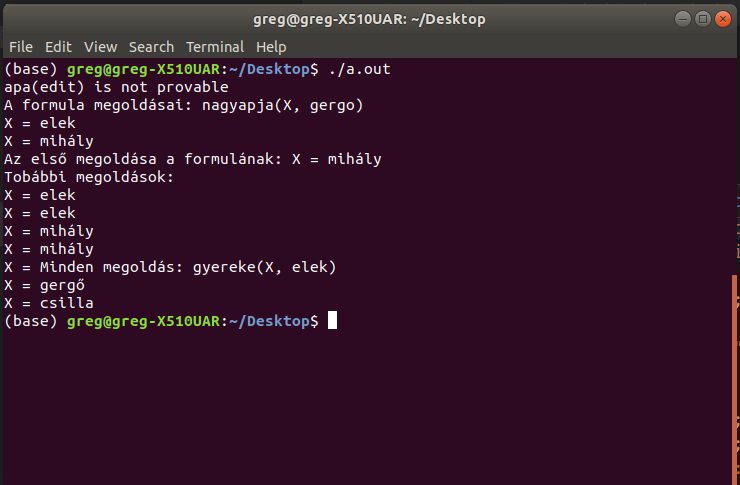 greg@greg-X510UAR: ~/Desktop
File Edit View Search Terminal Help
(base) greg@greg-X510UAR:~/Desktop$ ./a.out
apa(edit) is not provable
A formula megoldásai: nagyapja(X, gergo)
X = elek
X = mihály
Az első megoldása a formulának: X = mihály
Tobábbi megoldások:
X = elek
X = elek
X = mihály
X = mihály
X = Minden megoldás: gyereke(X, elek)
X = gergő
X = csilla
(base) greg@greg-X510UAR:~/Desktop$